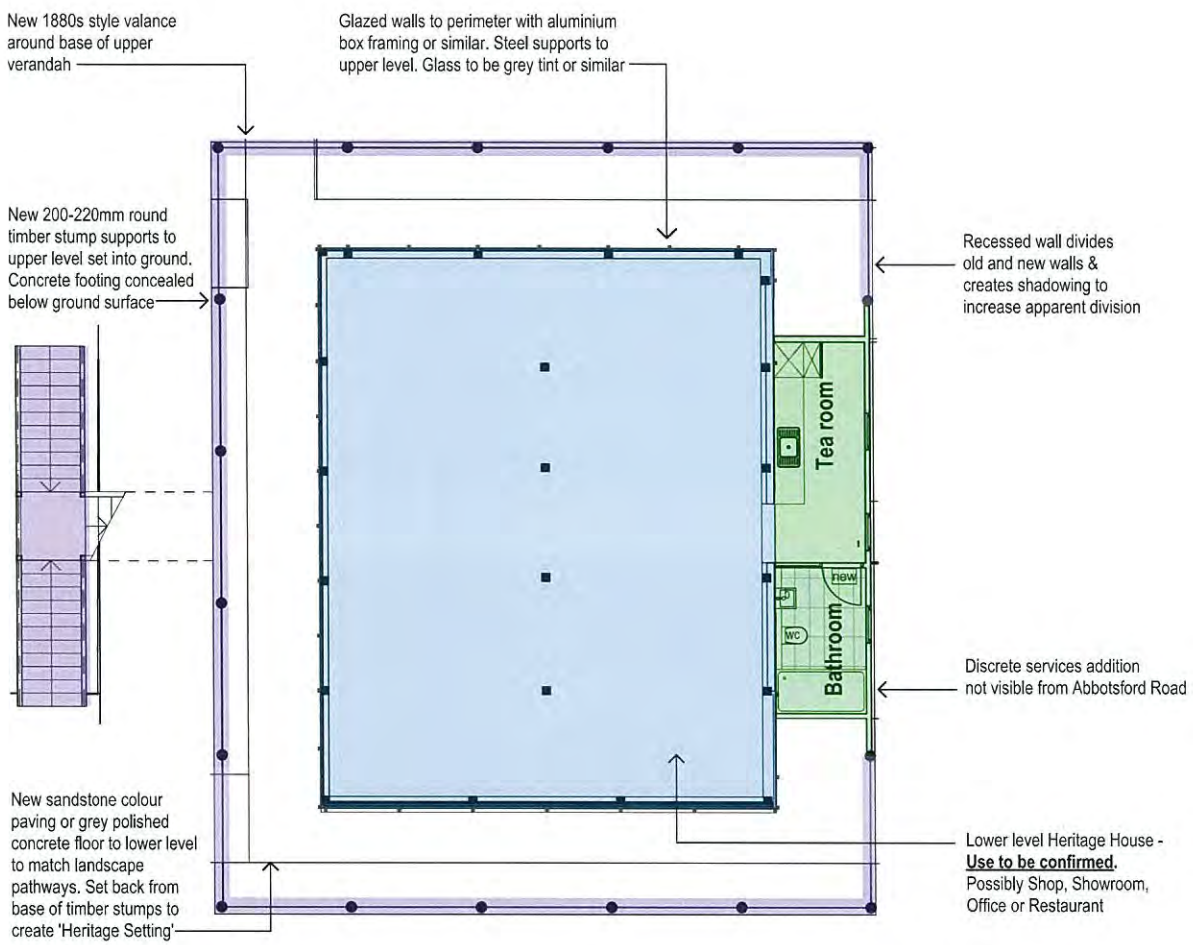 New 1880s style valance
around base of upper
verandah
Glazed walls to perimeter with aluminium
box framing or similar. Steel supports to
upper level. Glass to be grey tint or similar
New 200-220mm round
timber stump supports to
upper level set into ground.
Concrete footing concealed
below ground surface
Recessed wall divides
old and new walls &
creates shadowing to
increase apparent division
Tea room
new
WC
Bathroom
Discrete services addition
not visible from Abbotsford Road
New sandstone colour
paving or grey polished
concrete floor to lower level
to match landscape
pathways. Set back from
base of timber stumps to
create 'Heritage Setting'
Lower level Heritage House -
Use to be confirmed.
Possibly Shop, Showroom,
Office or Restaurant